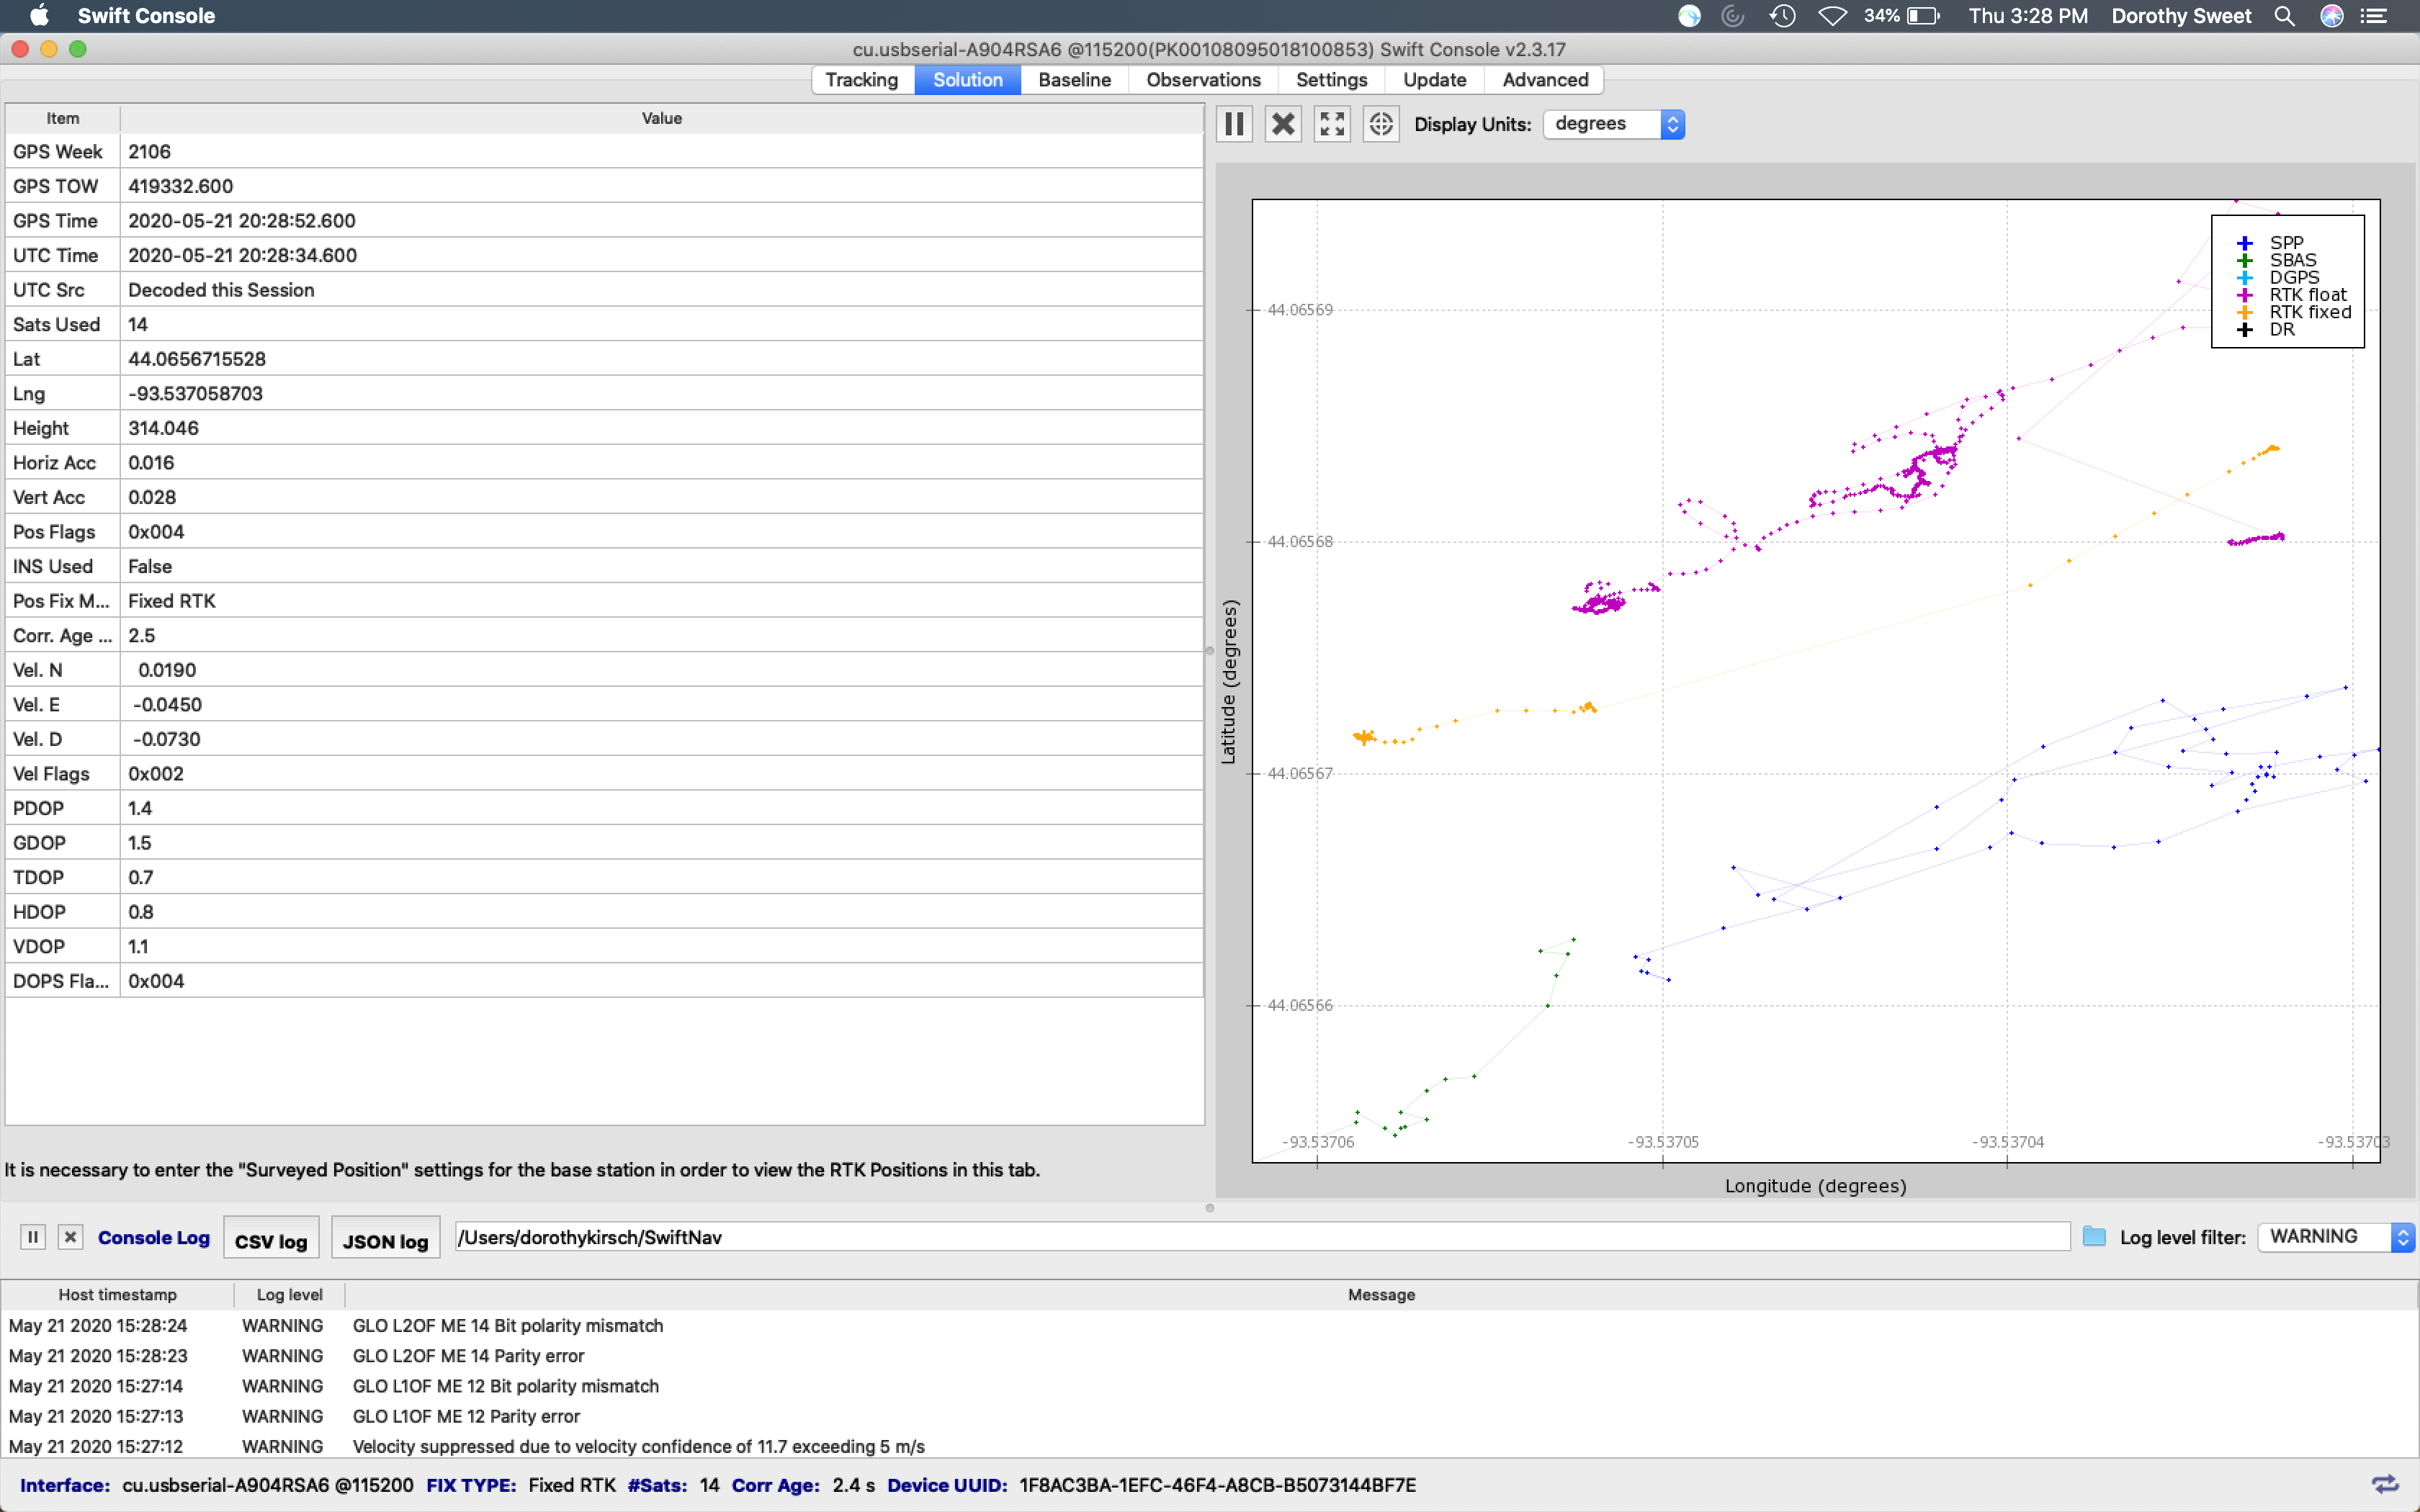 Swift Console 34% Thu 3:28 PM Dorothy Sweet
cu.usbserial-A904RSA6 @115200(PK00108095018100853) Swift Console v2.3.17
Tracking Solution Baseline Observations Settings Update Advanced
Item Value
GPS Week 2106
GPS TOW 419332.600
GPS Time 2020-05-21 20:28:52.600
UTC Time 2020-05-21 20:28:34.600
UTC Src Decoded this Session
Sats Used 14
Lat 44.0656715528
Lng -93.537058703
Height 314.046
Horiz Acc 0.016
Vert Acc 0.028
Pos Flags 0x004
INS Used False
Pos Fix M... Fixed RTK
Corr. Age ... 2.5
Vel. N 0.0190
Vel. E -0.0450
Vel. D -0.0730
Vel Flags 0x002
PDOP 1.4
GDOP 1.5
TDOP 0.7
HDOP 0.8
VDOP 1.1
DOPS Fla... 0x004
It is necessary to enter the "Surveyed Position" settings for the base station in order to view the RTK Positions in this tab.
Display Units: degrees
SPP
SBAS
DGPS
RTK float
RTK fixed
DR
44.06569
44.06568
44.06567
44.06566
Latitude (degrees)
-93.53706 -93.53705 -93.53704 -93.53703
Longitude (degrees)
Console Log CSV log JSON log /Users/dorothykirsch/SwiftNav Log level filter: WARNING
Host timestamp Log level Message
May 21 2020 15:28:24 WARNING GLO L2OF ME 14 Bit polarity mismatch
May 21 2020 15:28:23 WARNING GLO L2OF ME 14 Parity error
May 21 2020 15:27:14 WARNING GLO L1OF ME 12 Bit polarity mismatch
May 21 2020 15:27:13 WARNING GLO L1OF ME 12 Parity error
May 21 2020 15:27:12 WARNING Velocity suppressed due to velocity confidence of 11.7 exceeding 5 m/s
Interface: cu.usbserial-A904RSA6 @115200 FIX TYPE: Fixed RTK #Sats: 14 Corr Age: 2.4 s Device UUID: 1F8AC3BA-1EFC-46F4-A8CB-B5073144BF7E